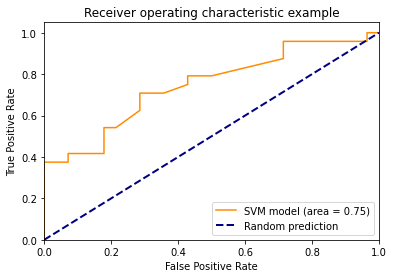 Receiver operating characteristic example
True Positive Rate
1.0
0.8
0.6
0.4
0.2
0.0
SVM model (area = 0.75)
Random prediction
0.0 0.2 0.4 0.6 0.8 1.0
False Positive Rate